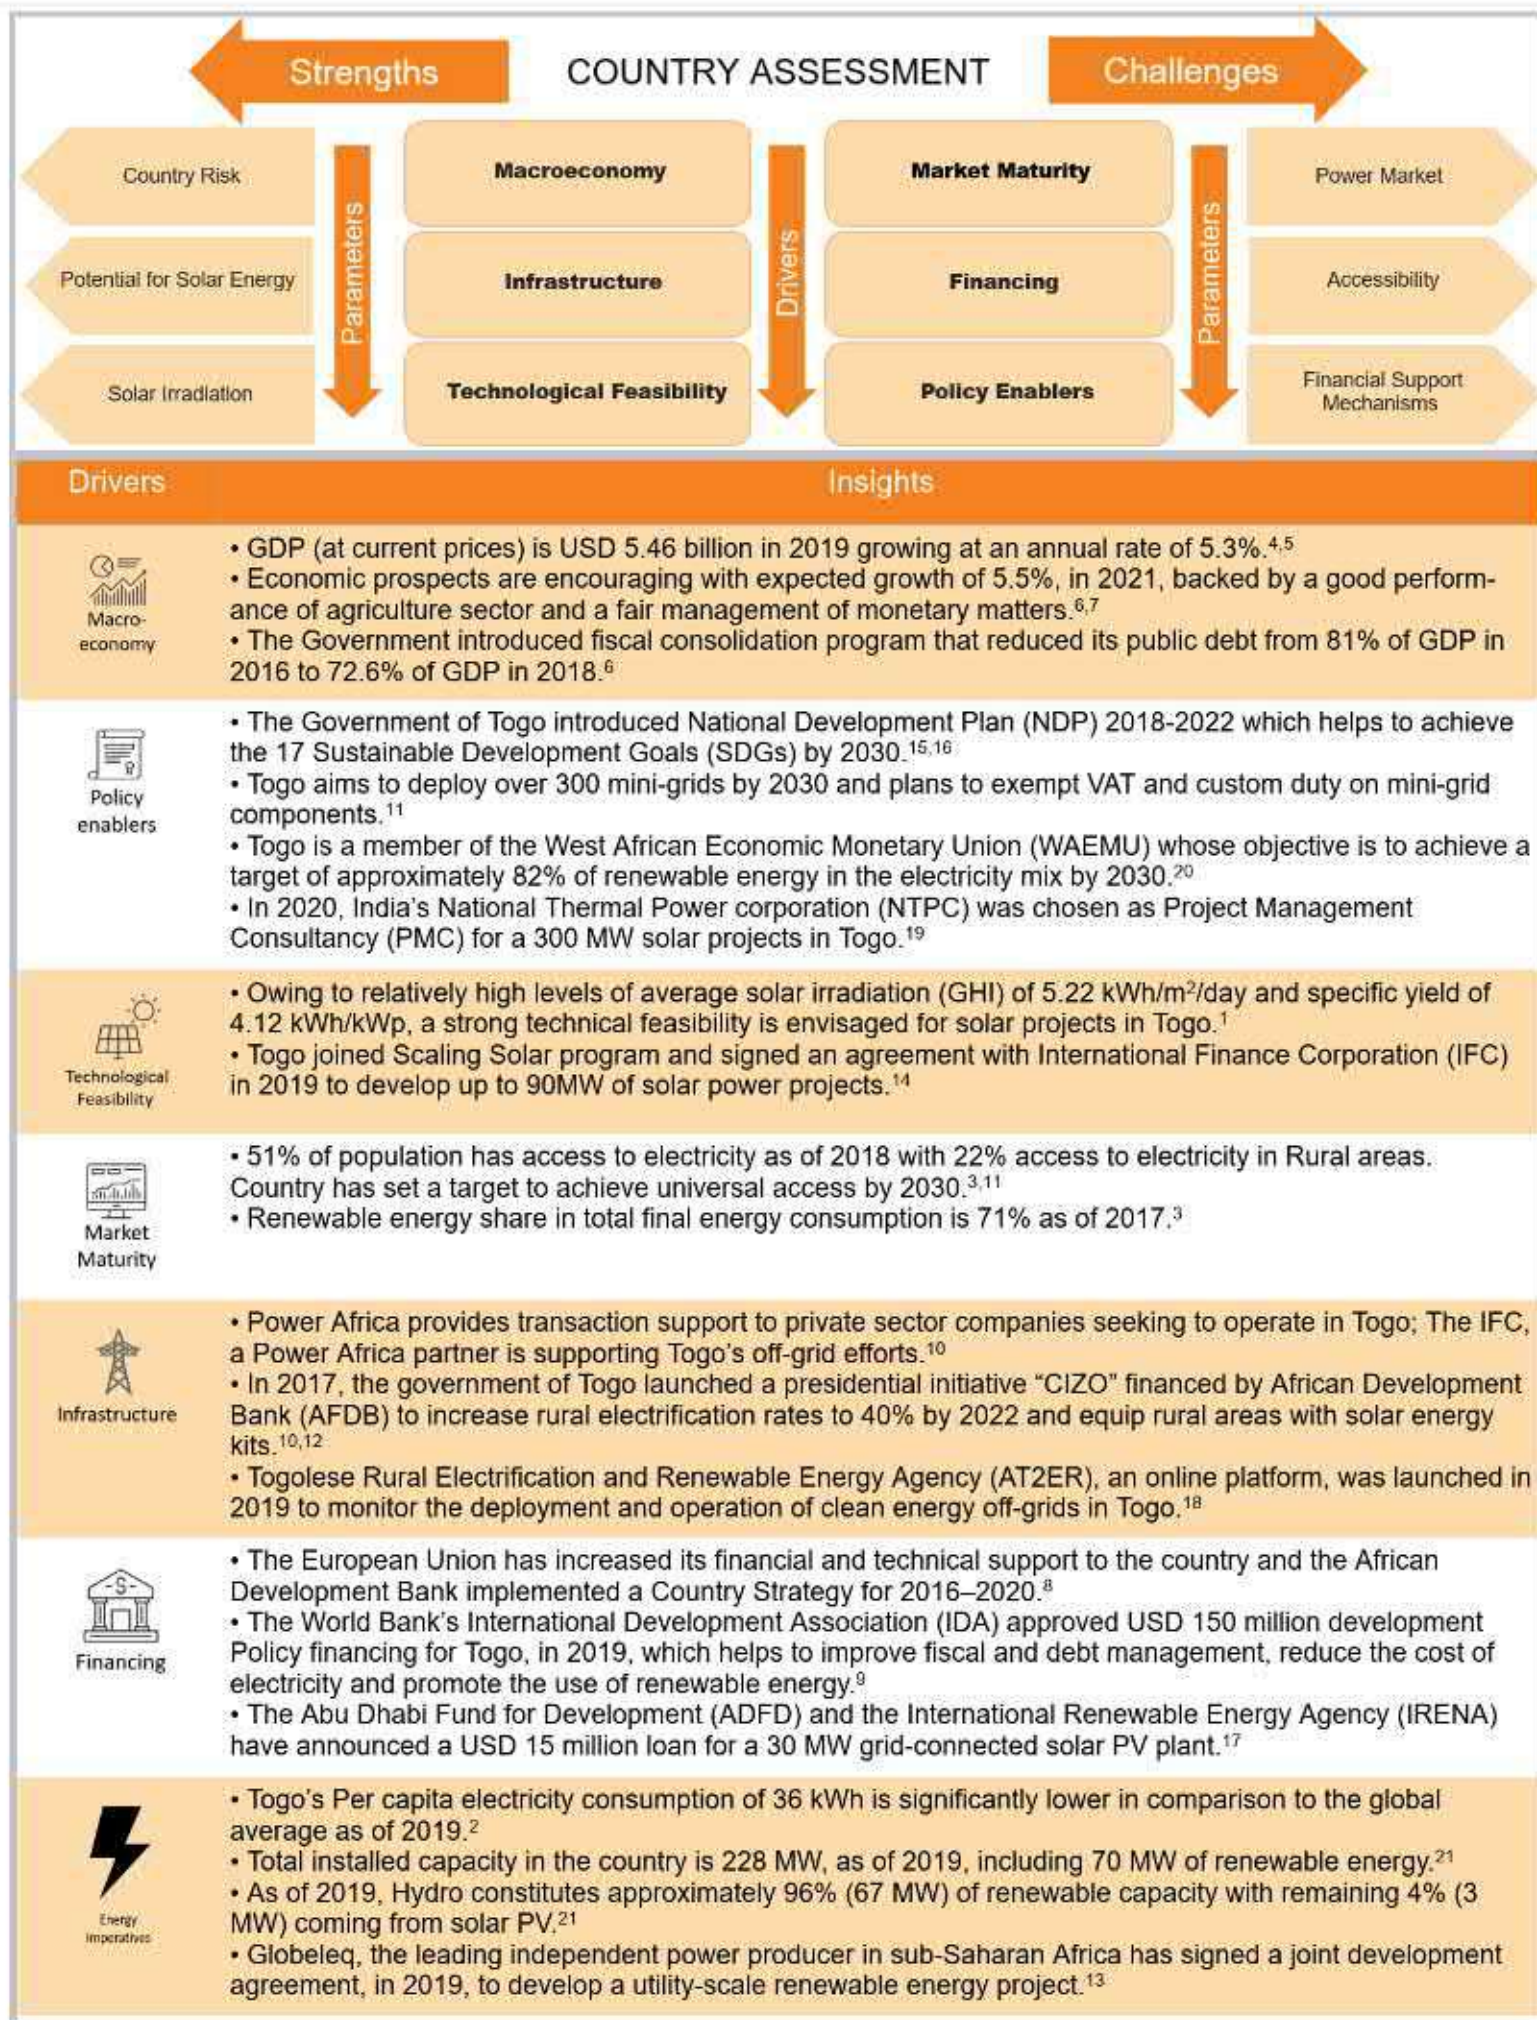 Strengths
COUNTRY ASSESSMENT
Challenges
Country Risk
Potential for Solar Energy
Solar Irradiation
Parameters
Macroeconomy
Infrastructure
Technological Feasibility
Drivers
Market Maturity
Financing
Policy Enablers
Parameters
Power Market
Accessibility
Financial Support
Mechanisms
Drivers
Insights
Macro-
economy
• GDP (at current prices) is USD 5.46 billion in 2019 growing at an annual rate of 5.3%.4,5
• Economic prospects are encouraging with expected growth of 5.5%, in 2021, backed by a good perform-
ance of agriculture sector and a fair management of monetary matters.6,7
• The Government introduced fiscal consolidation program that reduced its public debt from 81% of GDP in
2016 to 72.6% of GDP in 2018.6
Policy
enablers
• The Government of Togo introduced National Development Plan (NDP) 2018-2022 which helps to achieve
the 17 Sustainable Development Goals (SDGs) by 2030.15,16
• Togo aims to deploy over 300 mini-grids by 2030 and plans to exempt VAT and custom duty on mini-grid
components.11
• Togo is a member of the West African Economic Monetary Union (WAEMU) whose objective is to achieve a
target of approximately 82% of renewable energy in the electricity mix by 2030.20
• In 2020, India's National Thermal Power corporation (NTPC) was chosen as Project Management
Consultancy (PMC) for a 300 MW solar projects in Togo.19
Technological
Feasibility
• Owing to relatively high levels of average solar irradiation (GHI) of 5.22 kWh/m2/day and specific yield of
4.12 kWh/kWp, a strong technical feasibility is envisaged for solar projects in Togo.1
• Togo joined Scaling Solar program and signed an agreement with International Finance Corporation (IFC)
in 2019 to develop up to 90MW of solar power projects.14
Market
Maturity
• 51% of population has access to electricity as of 2018 with 22% access to electricity in Rural areas.
Country has set a target to achieve universal access by 2030.3,11
• Renewable energy share in total final energy consumption is 71% as of 2017.3
Infrastructure
• Power Africa provides transaction support to private sector companies seeking to operate in Togo; The IFC,
a Power Africa partner is supporting Togo's off-grid efforts.10
• In 2017, the government of Togo launched a presidential initiative “CIZO” financed by African Development
Bank (AFDB) to increase rural electrification rates to 40% by 2022 and equip rural areas with solar energy
kits.10,12
• Togolese Rural Electrification and Renewable Energy Agency (AT2ER), an online platform, was launched in
2019 to monitor the deployment and operation of clean energy off-grids in Togo.18
-$-
Financing
• The European Union has increased its financial and technical support to the country and the African
Development Bank implemented a Country Strategy for 2016–2020.8
• The World Bank's International Development Association (IDA) approved USD 150 million development
Policy financing for Togo, in 2019, which helps to improve fiscal and debt management, reduce the cost of
electricity and promote the use of renewable energy.9
• The Abu Dhabi Fund for Development (ADFD) and the International Renewable Energy Agency (IRENA)
have announced a USD 15 million loan for a 30 MW grid-connected solar PV plant.17
Energy
Imperatives
• Togo's Per capita electricity consumption of 36 kWh is significantly lower in comparison to the global
average as of 2019.2
• Total installed capacity in the country is 228 MW, as of 2019, including 70 MW of renewable energy.21
• As of 2019, Hydro constitutes approximately 96% (67 MW) of renewable capacity with remaining 4% (3
MW) coming from solar PV.21
• Globeleq, the leading independent power producer in sub-Saharan Africa has signed a joint development
agreement, in 2019, to develop a utility-scale renewable energy project.13